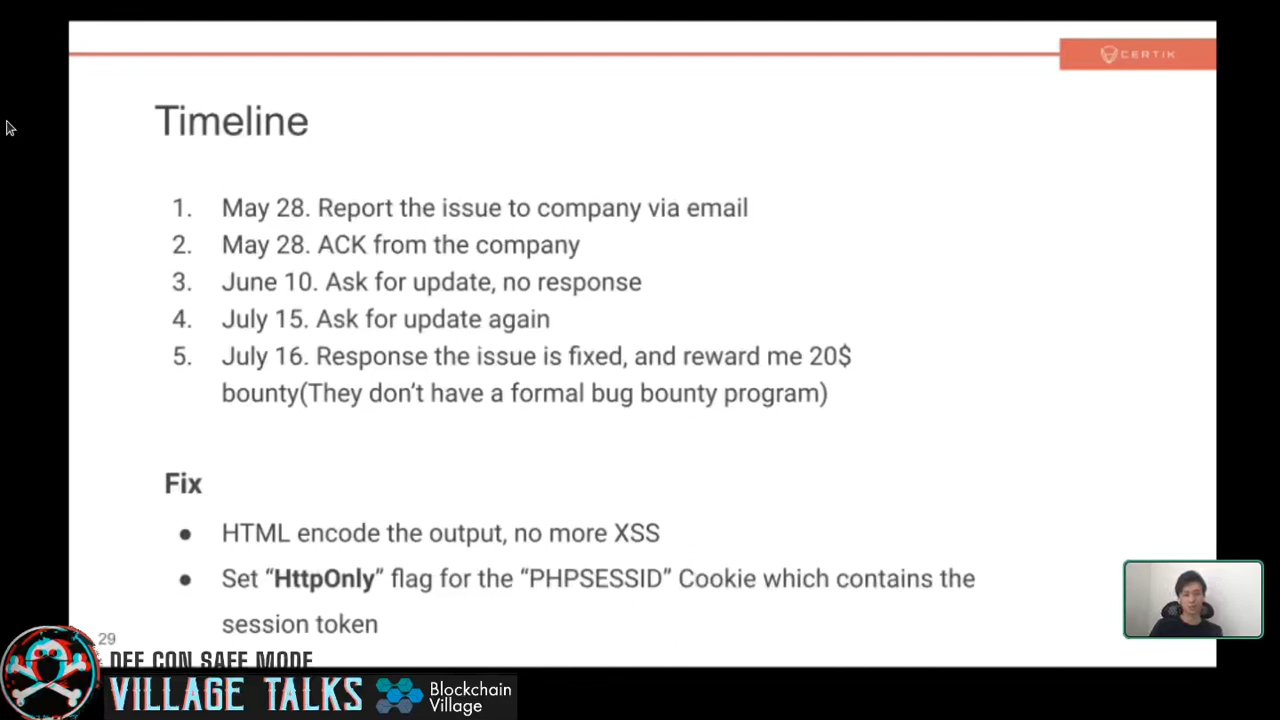 CERTIK
Timeline
1. May 28. Report the issue to company via email
2. May 28. ACK from the company
3. June 10. Ask for update, no response
4. July 15. Ask for update again
5. July 16. Response the issue is fixed, and reward me 20$
bounty(They don't have a formal bug bounty program)
Fix
● HTML encode the output, no more XSS
● Set “HttpOnly” flag for the “PHPSESSID” Cookie which contains the
session token
29
DEF CON SAFE MODE
VILLAGE TALKS
Blockchain
Village